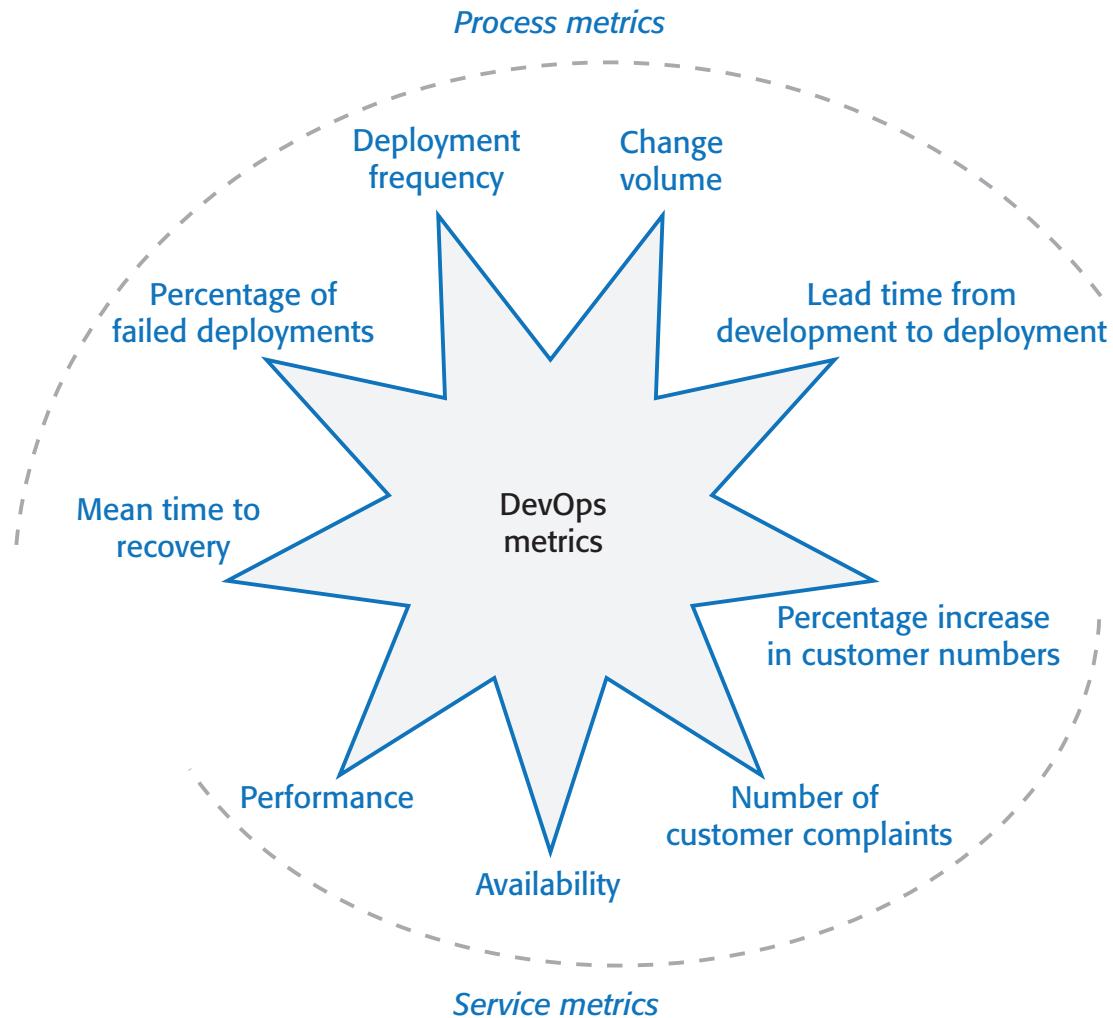 Process metrics
Deployment
frequency
Change
volume
Percentage of
failed deployments
Lead time from
development to deployment
Mean time to
recovery
DevOps
metrics
Percentage increase
in customer numbers
Performance
Number of
customer complaints
Availability
Service metrics